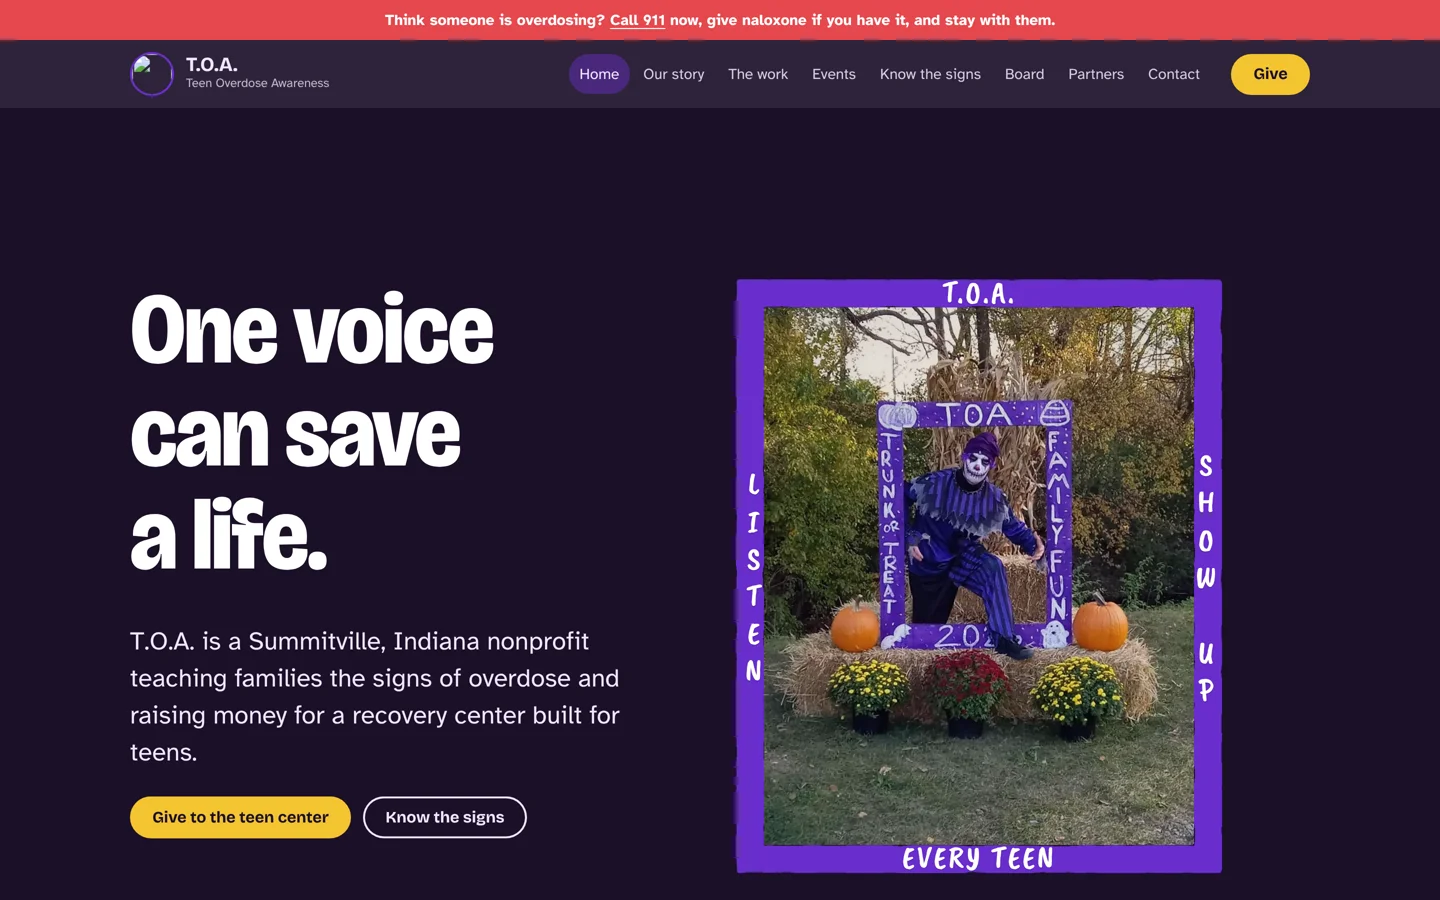 Think someone is overdosing? Call 911 now, give naloxone if you have it, and stay with them.
T.O.A.
Teen Overdose Awareness
Home
Our story
The work
Events
Know the signs
Board
Partners
Contact
Give
One voice
can save
a life.
T.O.A. is a Summitville, Indiana nonprofit
teaching families the signs of overdose and
raising money for a recovery center built for
teens.
Give to the teen center
Know the signs
T.O.A.
LISTEN
TOA
TRUNK OR TREAT
FAMILY FUN
SHOW UP
EVERY TEEN